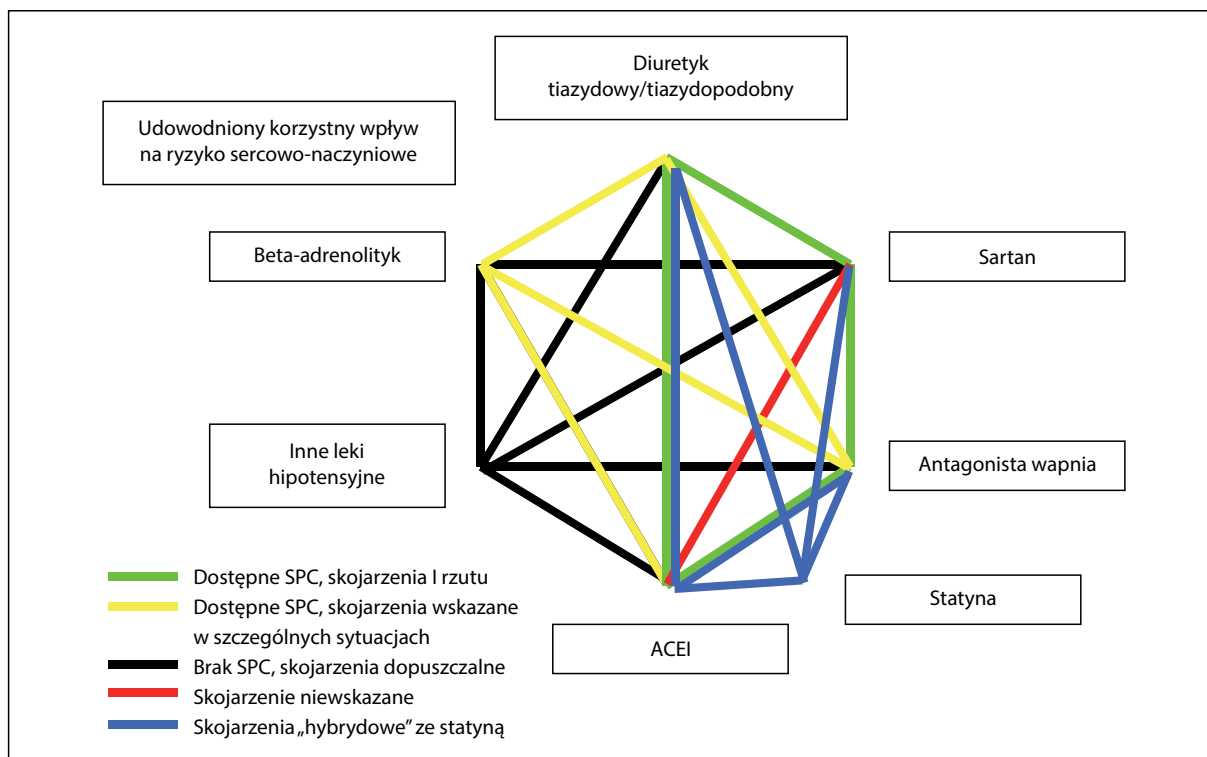 Diuretyk
tiazydowy/tiazydopodobny
Udowodniony korzystny wpływ
na ryzyko sercowo-naczyniowe
Beta-adrenolityk
Sartan
Inne leki
hipotensyjne
Antagonista wapnia
Statyna
ACEI
Dostępne SPC, skojarzenia I rzutu
Dostępne SPC, skojarzenia wskazane
w szczególnych sytuacjach
Brak SPC, skojarzenia dopuszczalne
Skojarzenie niewskazane
Skojarzenia „hybrydowe” ze statyną